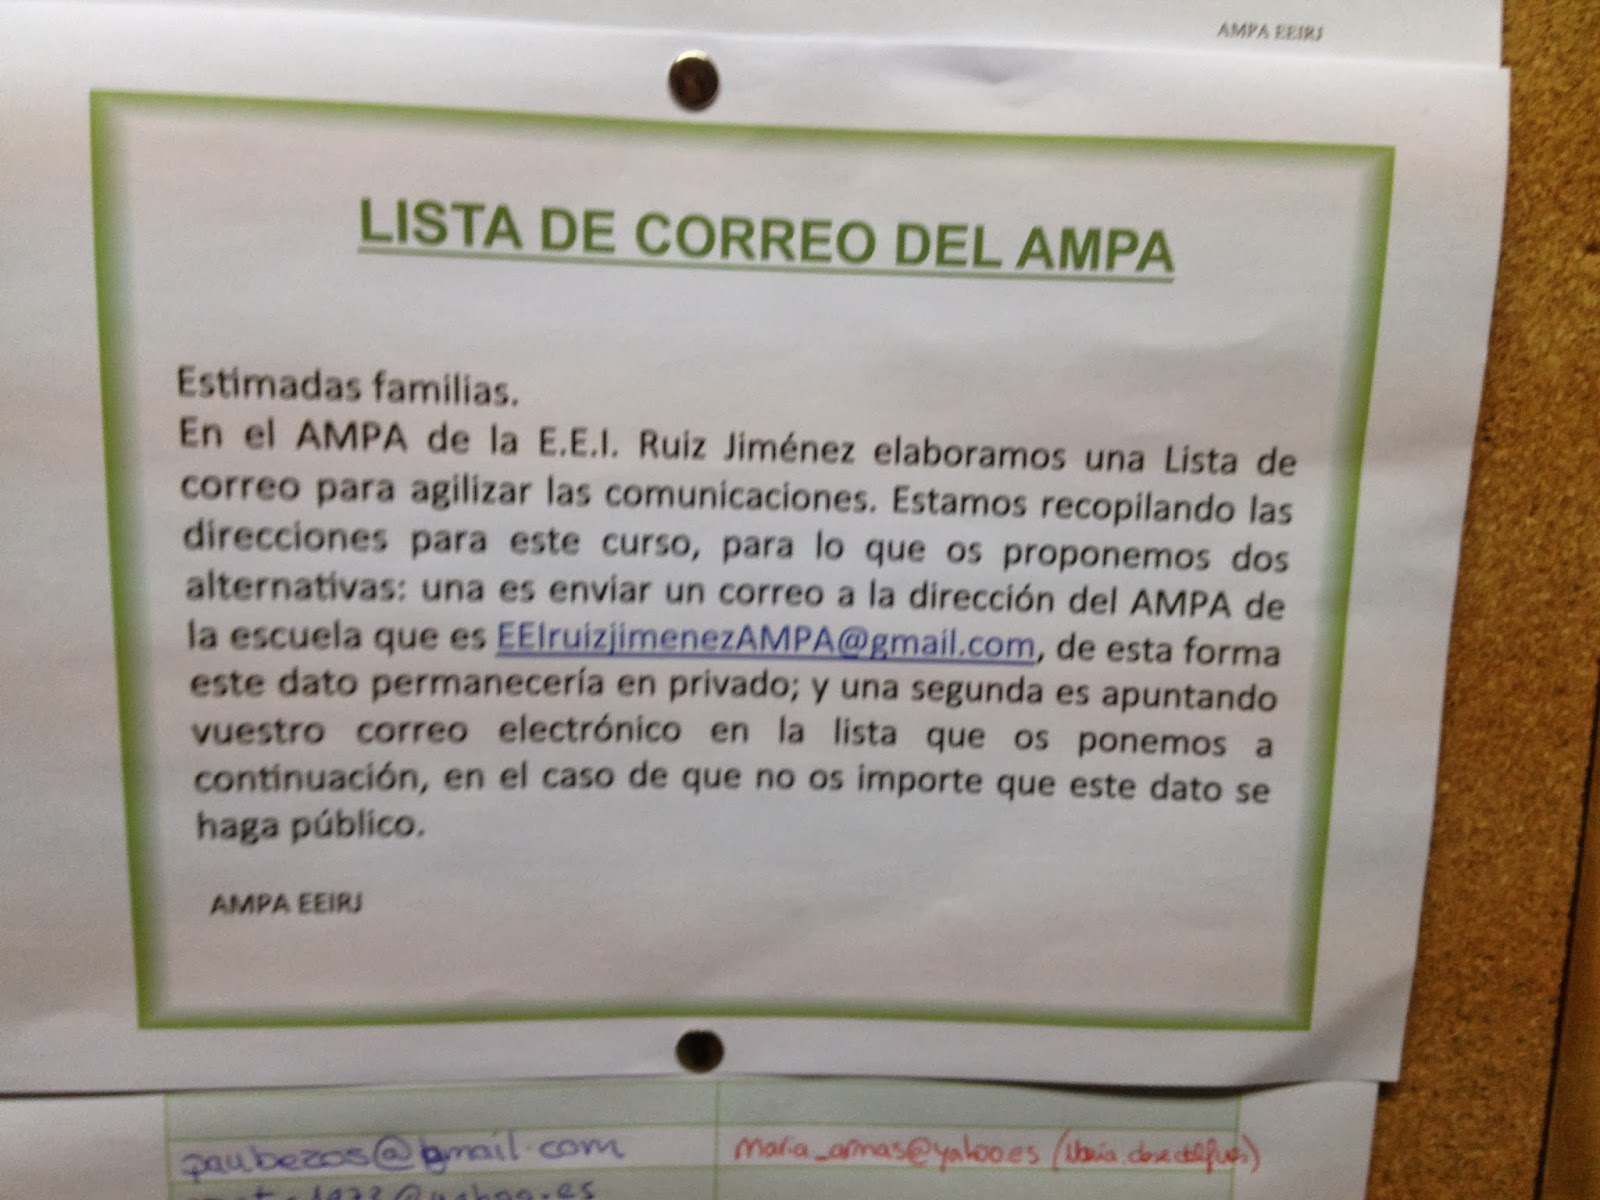 AMPA EEIRJ
LISTA DE CORREO DEL AMPA
Estimadas familias.
En el AMPA de la E.E.I. Ruiz Jiménez elaboramos una Lista de
correo para agilizar las comunicaciones. Estamos recopilando las
direcciones para este curso, para lo que os proponemos dos
alternativas: una es enviar un correo a la dirección del AMPA de
la escuela que es EEIruizjimenezAMPA@gmail.com, de esta forma
este dato permanecería en privado; y una segunda es apuntando
vuestro correo electrónico en la lista que os ponemos a
continuación, en el caso de que no os importe que este dato se
haga público.
AMPA EEIRJ
paubezos@gmail.com
maria_armas@yahoo.es